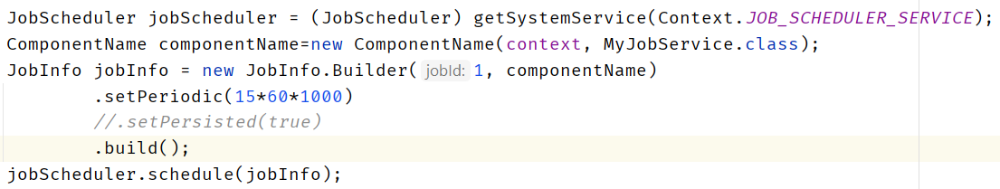 JobScheduler jobScheduler = (JobScheduler) getSystemService(Context.JOB_SCHEDULER_SERVICE);
ComponentName componentName=new ComponentName(context, MyJobService.class);
JobInfo jobInfo = new JobInfo.Builder( jobId: 1, componentName)
        .setPeriodic(15*60*1000)
        //.setPersisted(true)
        .build();
jobScheduler.schedule(jobInfo);